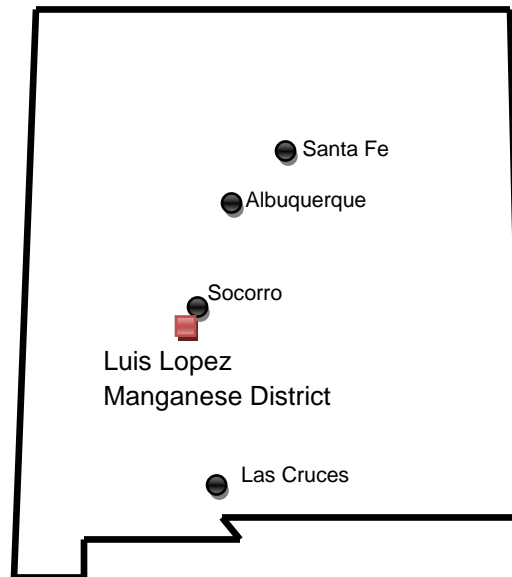 Santa Fe
Albuquerque
Socorro
Luis Lopez
Manganese District
Las Cruces